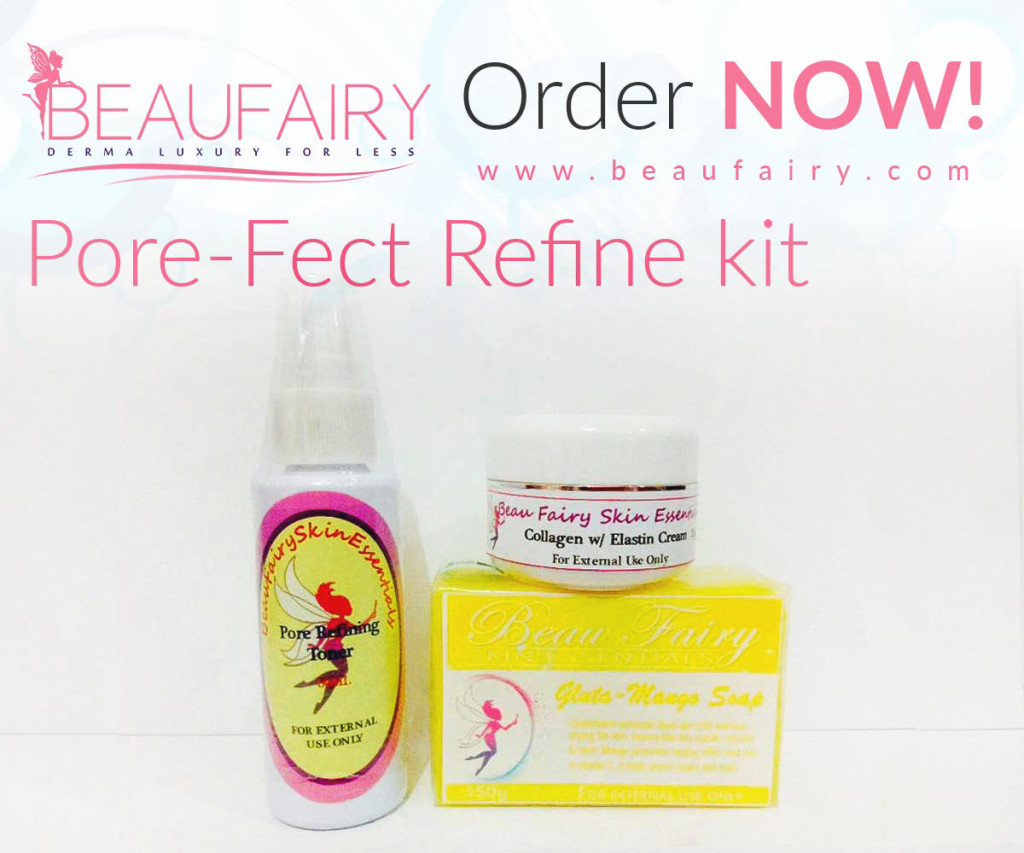 BEAUFAIRY
DERMA LUXURY FOR LESS
Order NOW!
www.beaufairy.com
Pore-Fect Refine kit
BeaufairySkinEssentials
Pore Refining
Toner
FOR EXTERNAL
USE ONLY
Beau Fairy Skin Essenti
Collagen w/ Elastin Cream
For External Use Only
Beau Fairy
Gluta-Mango Soap
150g
FOR EXTERNAL USE ONLY